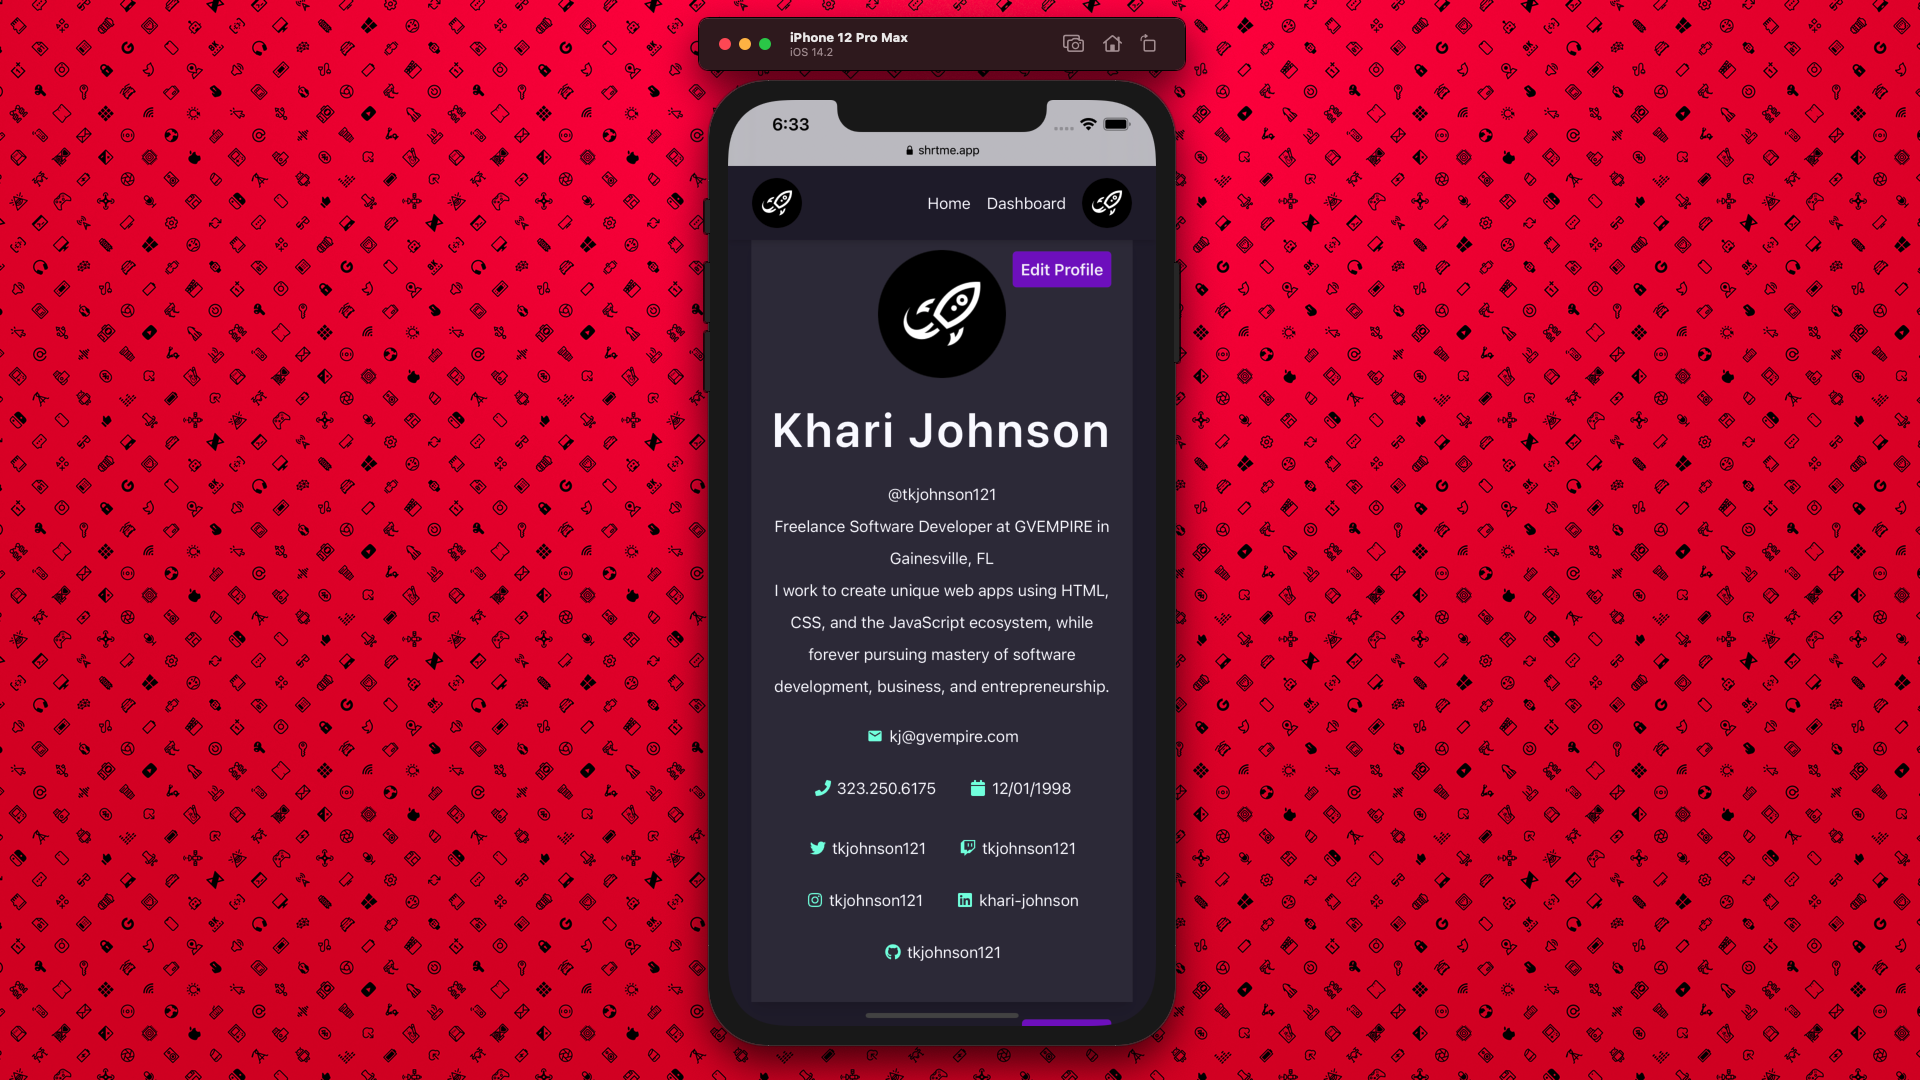 iPhone 12 Pro Max
iOS 14.2
6:33
shrtme.app
Home Dashboard
Edit Profile
Khari Johnson
@tkjohnson121
Freelance Software Developer at GVEMPIRE in
Gainesville, FL
I work to create unique web apps using HTML,
CSS, and the JavaScript ecosystem, while
forever pursuing mastery of software
development, business, and entrepreneurship.
kj@gvempire.com
323.250.6175 12/01/1998
tkjohnson121 tkjohnson121
tkjohnson121 khari-johnson
tkjohnson121